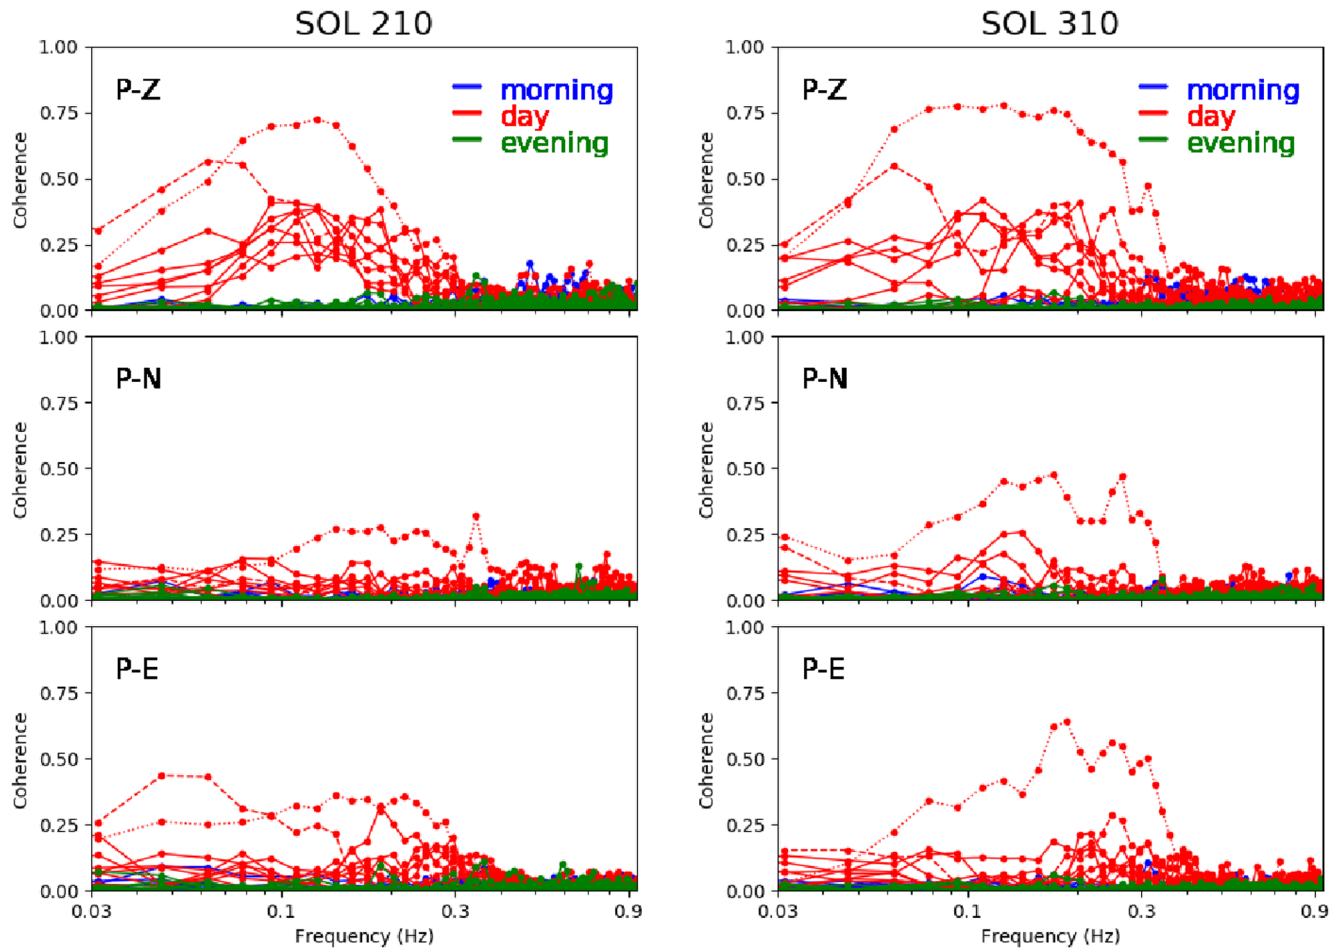 SOL 210
SOL 310
1.00
0.75
0.50
0.25
0.00
Coherence
P-Z
morning
day
evening
1.00
0.75
0.50
0.25
0.00
Coherence
P-Z
morning
day
evening
1.00
0.75
0.50
0.25
0.00
Coherence
P-N
1.00
0.75
0.50
0.25
0.00
Coherence
P-N
1.00
0.75
0.50
0.25
0.00
Coherence
P-E
0.03
0.1
0.3
0.9
Frequency (Hz)
1.00
0.75
0.50
0.25
0.00
Coherence
P-E
0.03
0.1
0.3
0.9
Frequency (Hz)